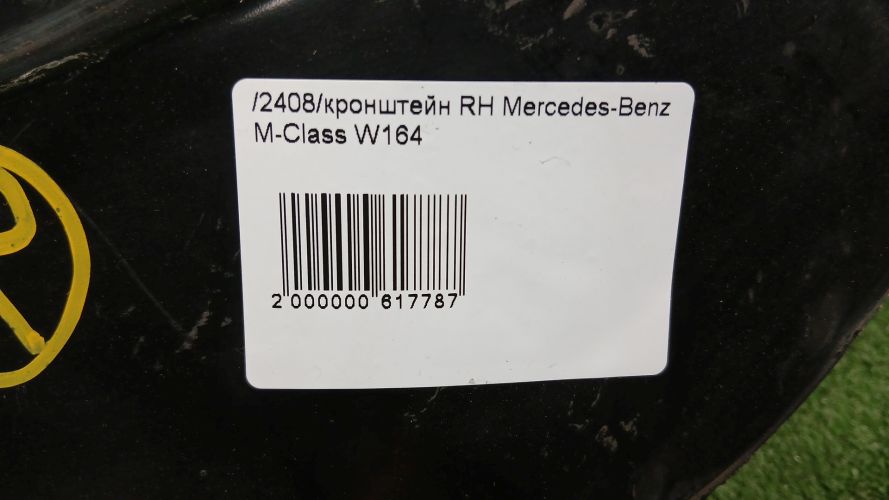 /2408/кронштейн RH Mercedes-Benz
M-Class W164
2 000000 617787